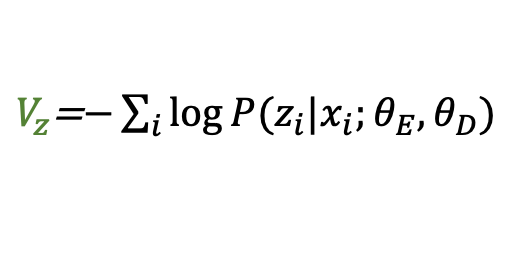 V_z=−∑_i log P(z_i|x_i; θ_E, θ_D)